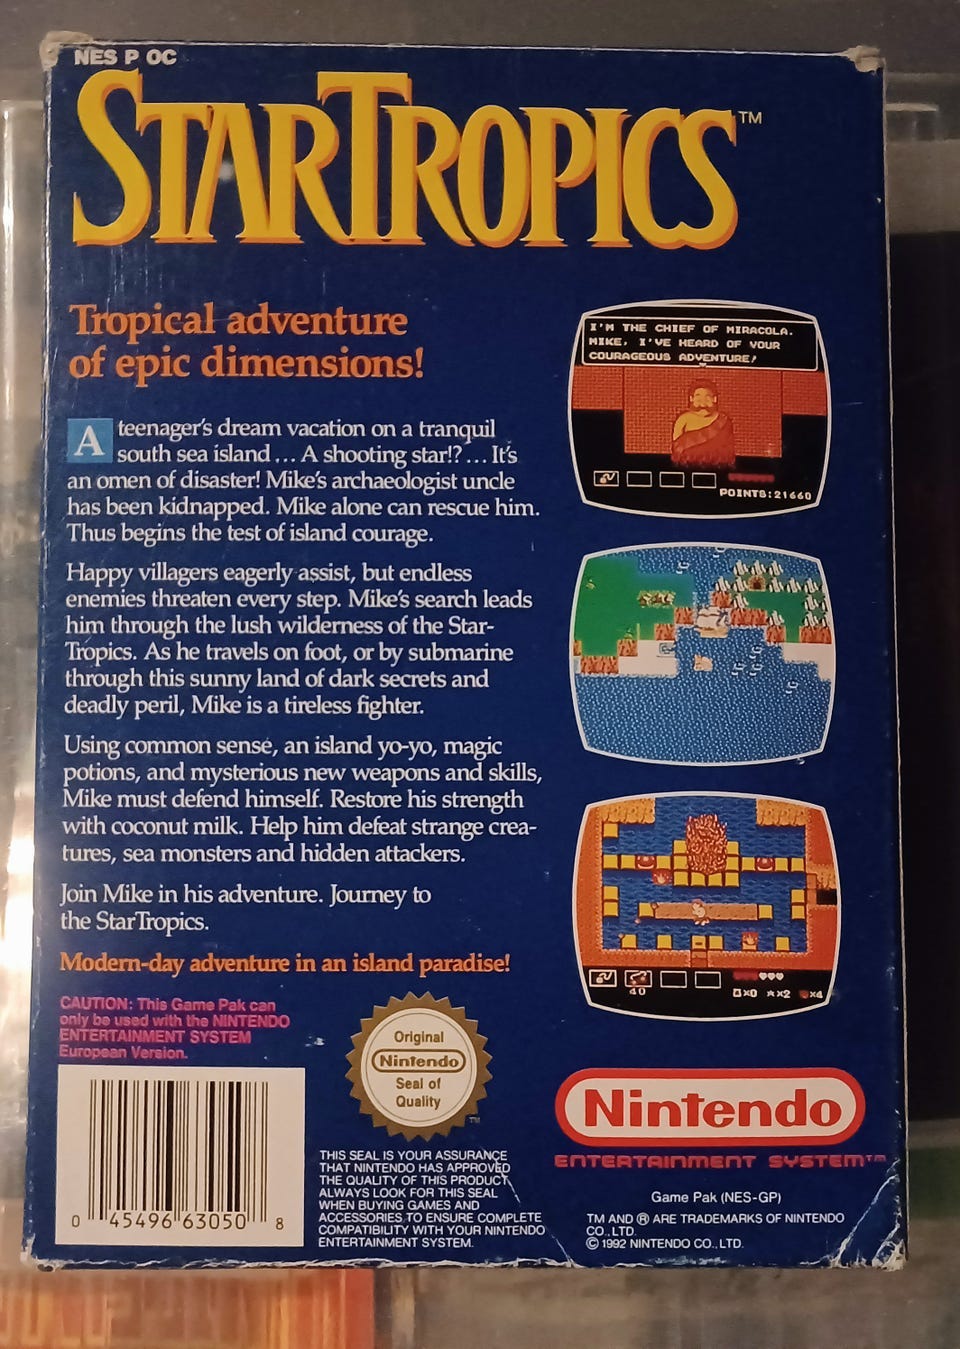 NES P OC
STARTROPICS™
Tropical adventure
of epic dimensions!
A teenager's dream vacation on a tranquil
south sea island ... A shooting star!? ... It's
an omen of disaster! Mike's archaeologist uncle
has been kidnapped. Mike alone can rescue him.
Thus begins the test of island courage.
Happy villagers eagerly assist, but endless
enemies threaten every step. Mike's search leads
him through the lush wilderness of the Star-
Tropics. As he travels on foot, or by submarine
through this sunny land of dark secrets and
deadly peril, Mike is a tireless fighter.
Using common sense, an island yo-yo, magic
potions, and mysterious new weapons and skills,
Mike must defend himself. Restore his strength
with coconut milk. Help him defeat strange crea-
tures, sea monsters and hidden attackers.
Join Mike in his adventure. Journey to
the StarTropics.
Modern-day adventure in an island paradise!
I'M THE CHIEF OF MIRACOLA.
MIKE, I'VE HEARD OF YOUR
COURAGEOUS ADVENTURE!
POINTS:21660
40
x0 x2 x4
CAUTION: This Game Pak can
only be used with the NINTENDO
ENTERTAINMENT SYSTEM
European Version.
0 45496 63050 8
Original
Nintendo
Seal of
Quality
TM
THIS SEAL IS YOUR ASSURANCE
THAT NINTENDO HAS APPROVED
THE QUALITY OF THIS PRODUCT.
ALWAYS LOOK FOR THIS SEAL
WHEN BUYING GAMES AND
ACCESSORIES TO ENSURE COMPLETE
COMPATIBILITY WITH YOUR NINTENDO
ENTERTAINMENT SYSTEM.
Nintendo
ENTERTAINMENT SYSTEM™
Game Pak (NES-GP)
TM AND ® ARE TRADEMARKS OF NINTENDO
CO., LTD.
© 1992 NINTENDO CO., LTD.